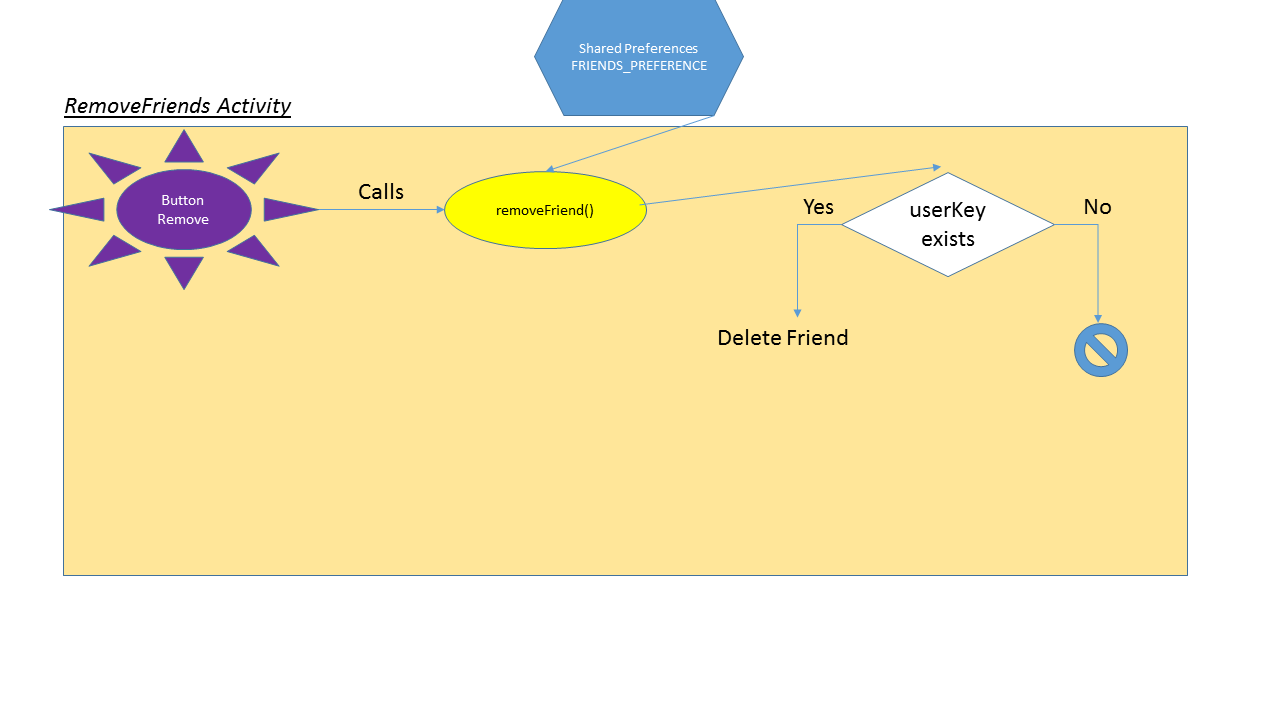 Shared Preferences
FRIENDS_PREFERENCE
RemoveFriends Activity
Button
Remove
Calls
removeFriend()
Yes
userKey
exists
No
Delete Friend